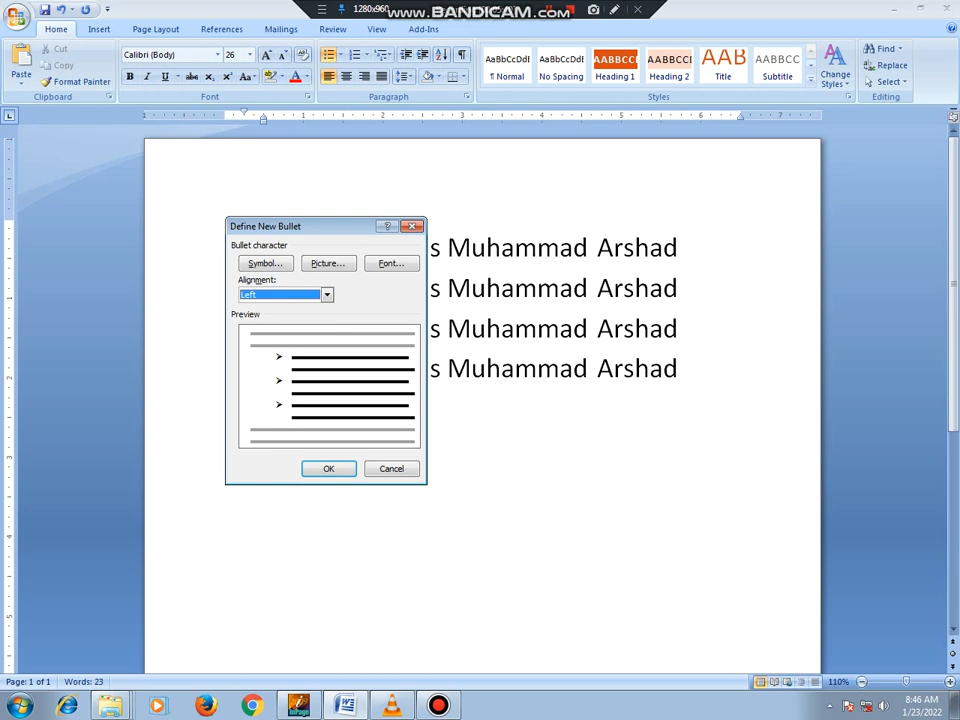 1280x960
www.BANDICAM.com
Home Insert Page Layout References Mailings Review View Add-Ins
Paste
Cut
Copy
Format Painter
Clipboard
Calibri (Body) 26
Font
Paragraph
AaBbCcDdE AaBbCcDdE AABBCCI AABBCCI AAB AABBCC
¶ Normal No Spacing Heading 1 Heading 2 Title Subtitle
Change Styles
Styles
Find
Replace
Select
Editing
Define New Bullet
Bullet character
Symbol... Picture... Font...
Alignment:
Left
Preview
OK Cancel
s Muhammad Arshad
s Muhammad Arshad
s Muhammad Arshad
s Muhammad Arshad
Page: 1 of 1 Words: 23
110%
8:46 AM
1/23/2022